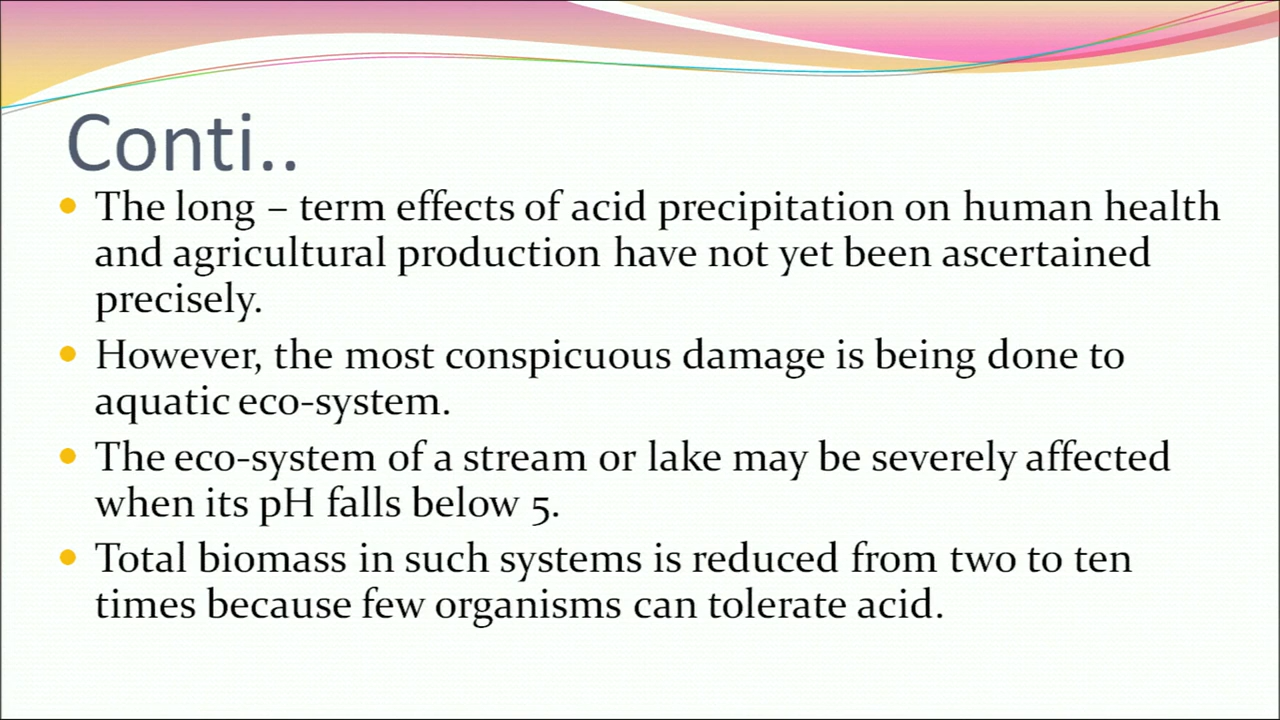 Conti..
• The long – term effects of acid precipitation on human health
and agricultural production have not yet been ascertained
precisely.
• However, the most conspicuous damage is being done to
aquatic eco-system.
• The eco-system of a stream or lake may be severely affected
when its pH falls below 5.
• Total biomass in such systems is reduced from two to ten
times because few organisms can tolerate acid.